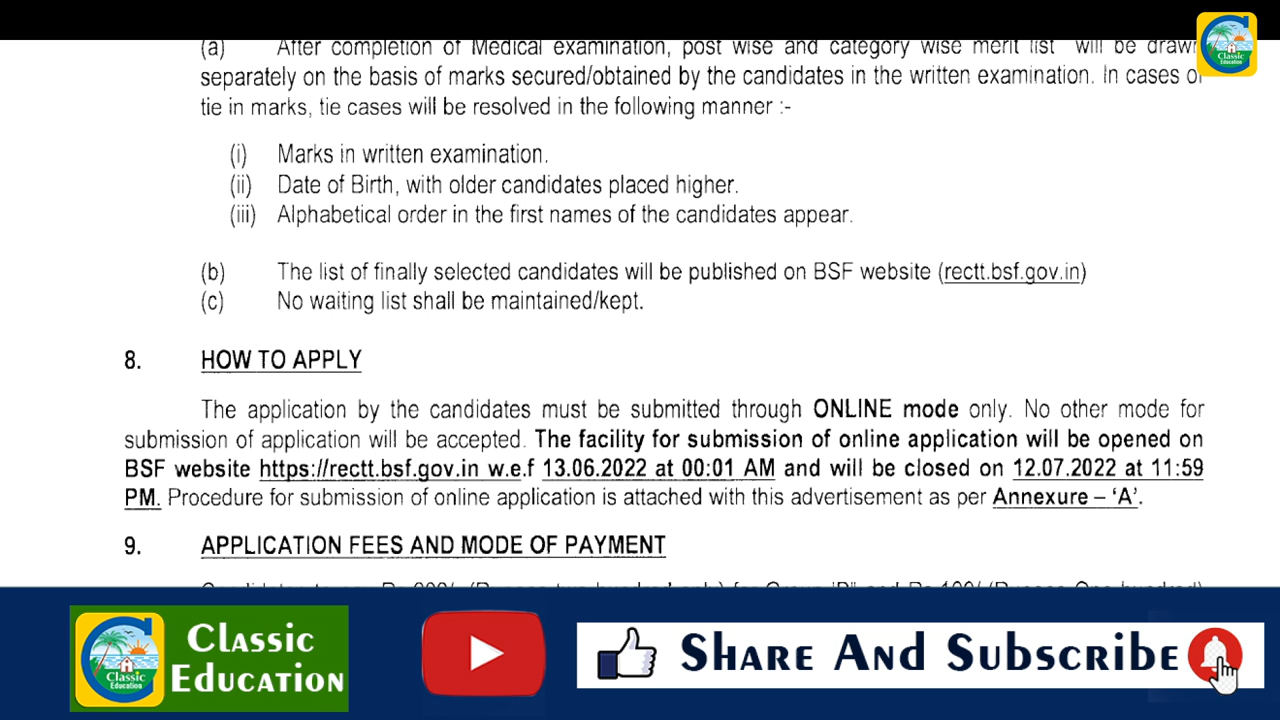 (a) After completion of Medical examination, post wise and category wise merit list will be drawn
separately on the basis of marks secured/obtained by the candidates in the written examination. In cases of
tie in marks, tie cases will be resolved in the following manner :-
(i) Marks in written examination.
(ii) Date of Birth, with older candidates placed higher.
(iii) Alphabetical order in the first names of the candidates appear.
(b) The list of finally selected candidates will be published on BSF website (rectt.bsf.gov.in)
(c) No waiting list shall be maintained/kept.
8. HOW TO APPLY
The application by the candidates must be submitted through ONLINE mode only. No other mode for
submission of application will be accepted. The facility for submission of online application will be opened on
BSF website https://rectt.bsf.gov.in w.e.f 13.06.2022 at 00:01 AM and will be closed on 12.07.2022 at 11:59
PM. Procedure for submission of online application is attached with this advertisement as per Annexure – 'A'.
9. APPLICATION FEES AND MODE OF PAYMENT
Classic
Education
Classic
Education
Classic
Education
Share And Subscribe